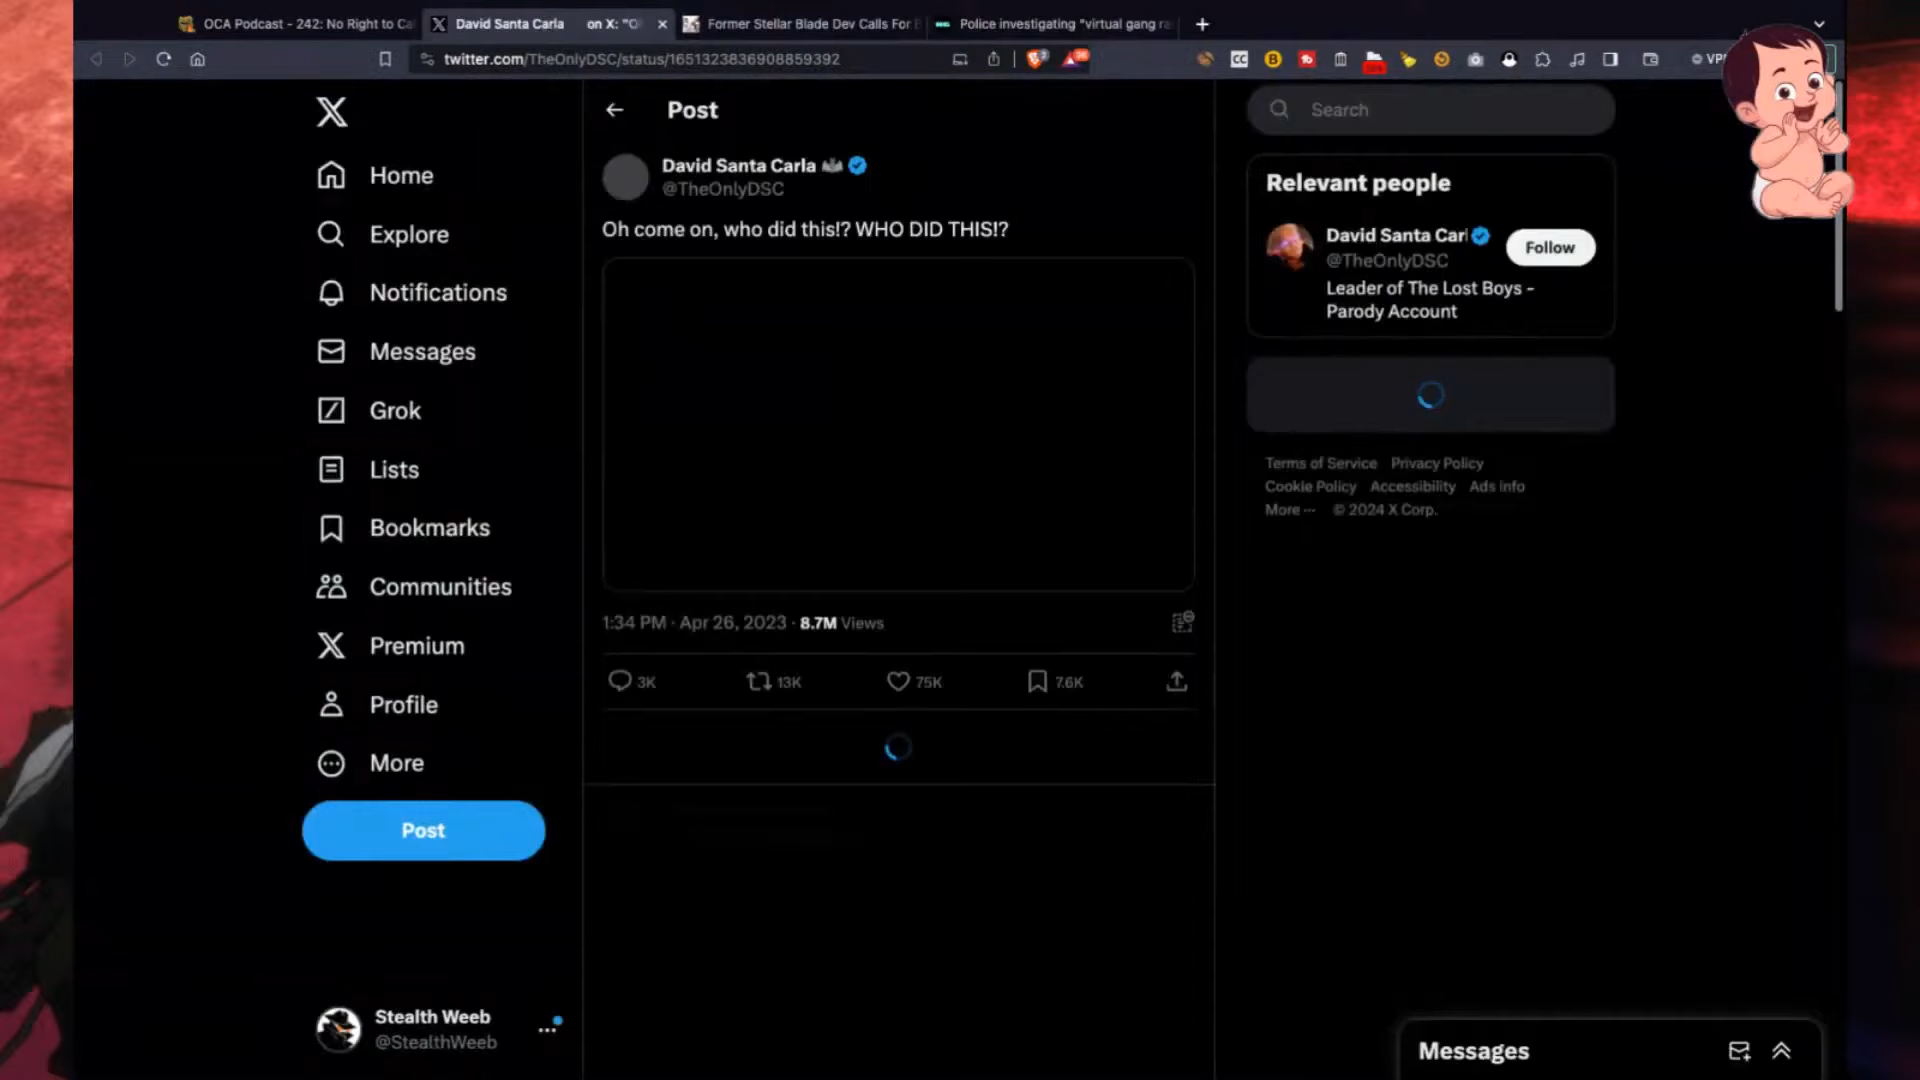 OCA Podcast - 242: No Right to Ca
David Santa Carla on X: "O
Former Stellar Blade Dev Calls For
Police investigating "virtual gang ra
twitter.com/TheOnlyDSC/status/1651323836908859392
CC
B
VP
X
Home
Explore
Notifications
Messages
Grok
Lists
Bookmarks
Communities
Premium
Profile
More
Post
Stealth Weeb
@StealthWeeb
Post
David Santa Carla
@TheOnlyDSC
Oh come on, who did this!? WHO DID THIS!?
1:34 PM · Apr 26, 2023 · 8.7M Views
3K 13K 75K 7.6K
Search
Relevant people
David Santa Carl
@TheOnlyDSC
Follow
Leader of The Lost Boys -
Parody Account
Terms of Service Privacy Policy
Cookie Policy Accessibility Ads info
More ··· © 2024 X Corp.
Messages